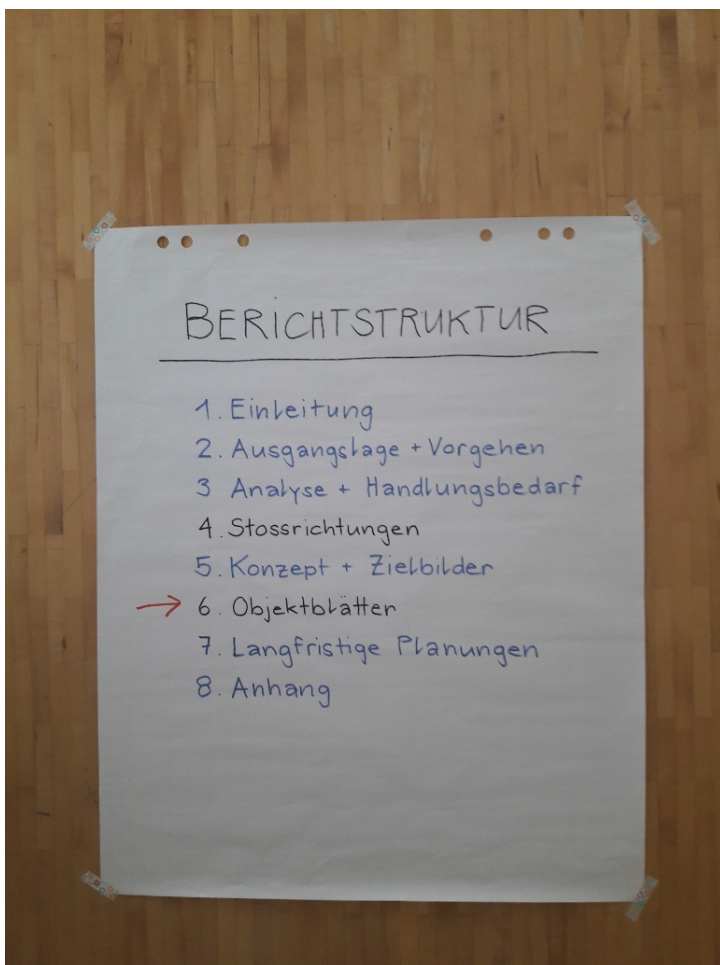 BERICHTSTRUKTUR
1. Einleitung
2. Ausgangslage + Vorgehen
3 Analyse + Handlungsbedarf
4. Stossrichtungen
5. Konzept + Zielbilder
→ 6. Objektblätter
7. Langfristige Planungen
8. Anhang